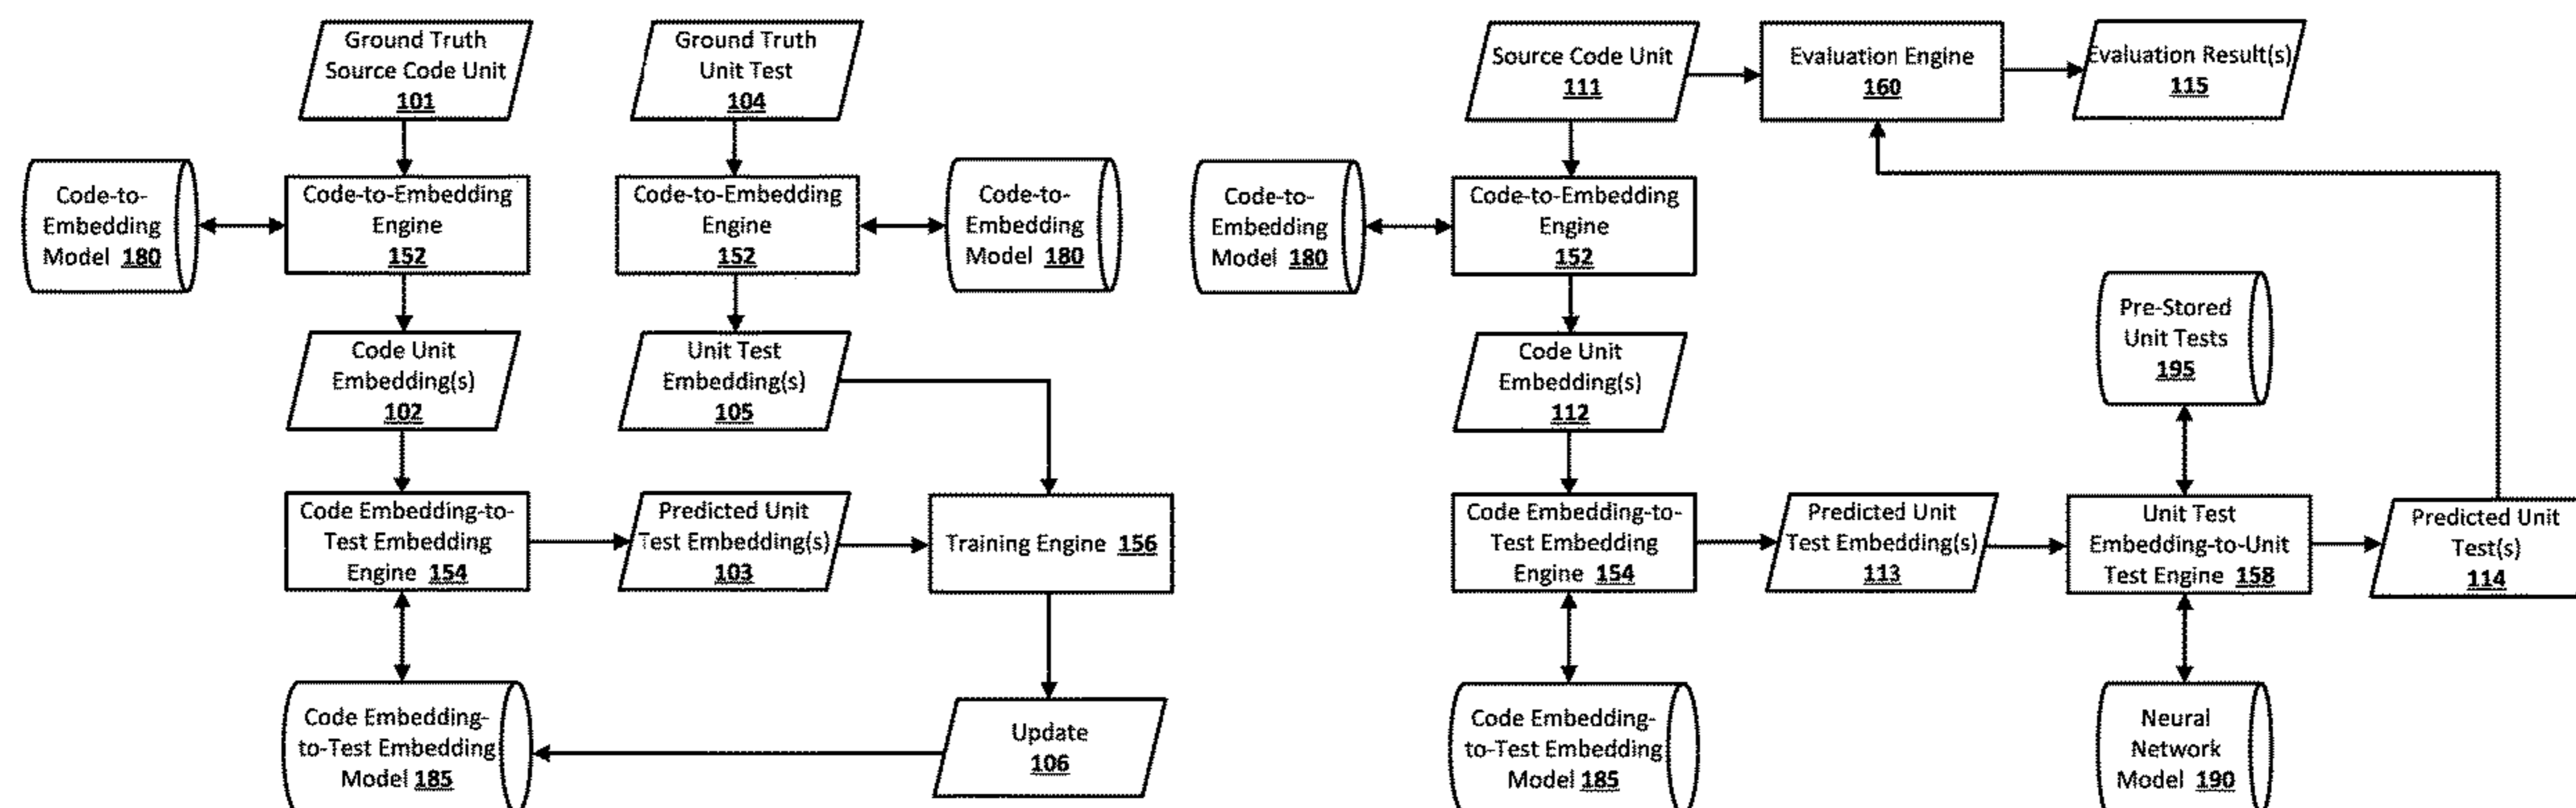 Ground Truth
Source Code Unit
101
Ground Truth
Unit Test
104
Code-to-
Embedding
Model 180
Code-to-Embedding
Engine
152
Code-to-Embedding
Engine
152
Code-to-
Embedding
Model 180
Code Unit
Embedding(s)
102
Unit Test
Embedding(s)
105
Code Embedding-to-
Test Embedding
Engine 154
Predicted Unit
Test Embedding(s)
103
Training Engine 156
Code Embedding-
to-Test Embedding
Model 185
Update
106
Source Code Unit
111
Evaluation Engine
160
Evaluation Result(s)
115
Code-to-
Embedding
Model 180
Code-to-Embedding
Engine
152
Code Unit
Embedding(s)
112
Pre-Stored
Unit Tests
195
Code Embedding-to-
Test Embedding
Engine 154
Predicted Unit
Test Embedding(s)
113
Unit Test
Embedding-to-Unit
Test Engine 158
Predicted Unit
Test(s)
114
Code Embedding-
to-Test Embedding
Model 185
Neural
Network
Model 190